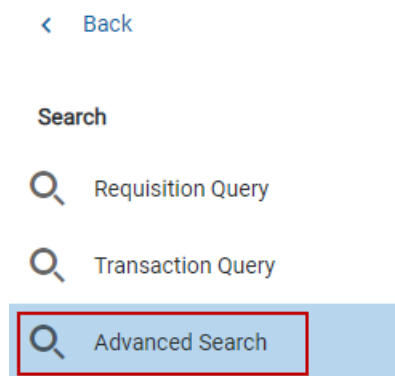 Back
Search
Requisition Query
Transaction Query
Advanced Search